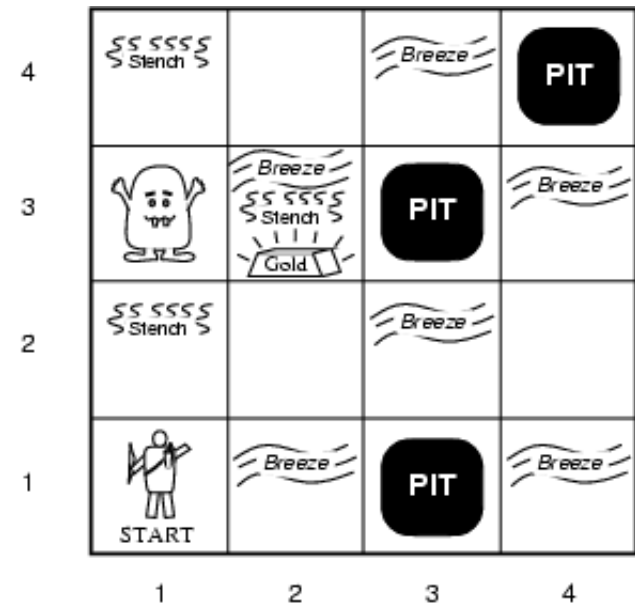 4
Stench
Breeze
PIT
3
Breeze
Stench
Gold
PIT
Breeze
2
Stench
Breeze
1
START
Breeze
PIT
Breeze
1 2 3 4